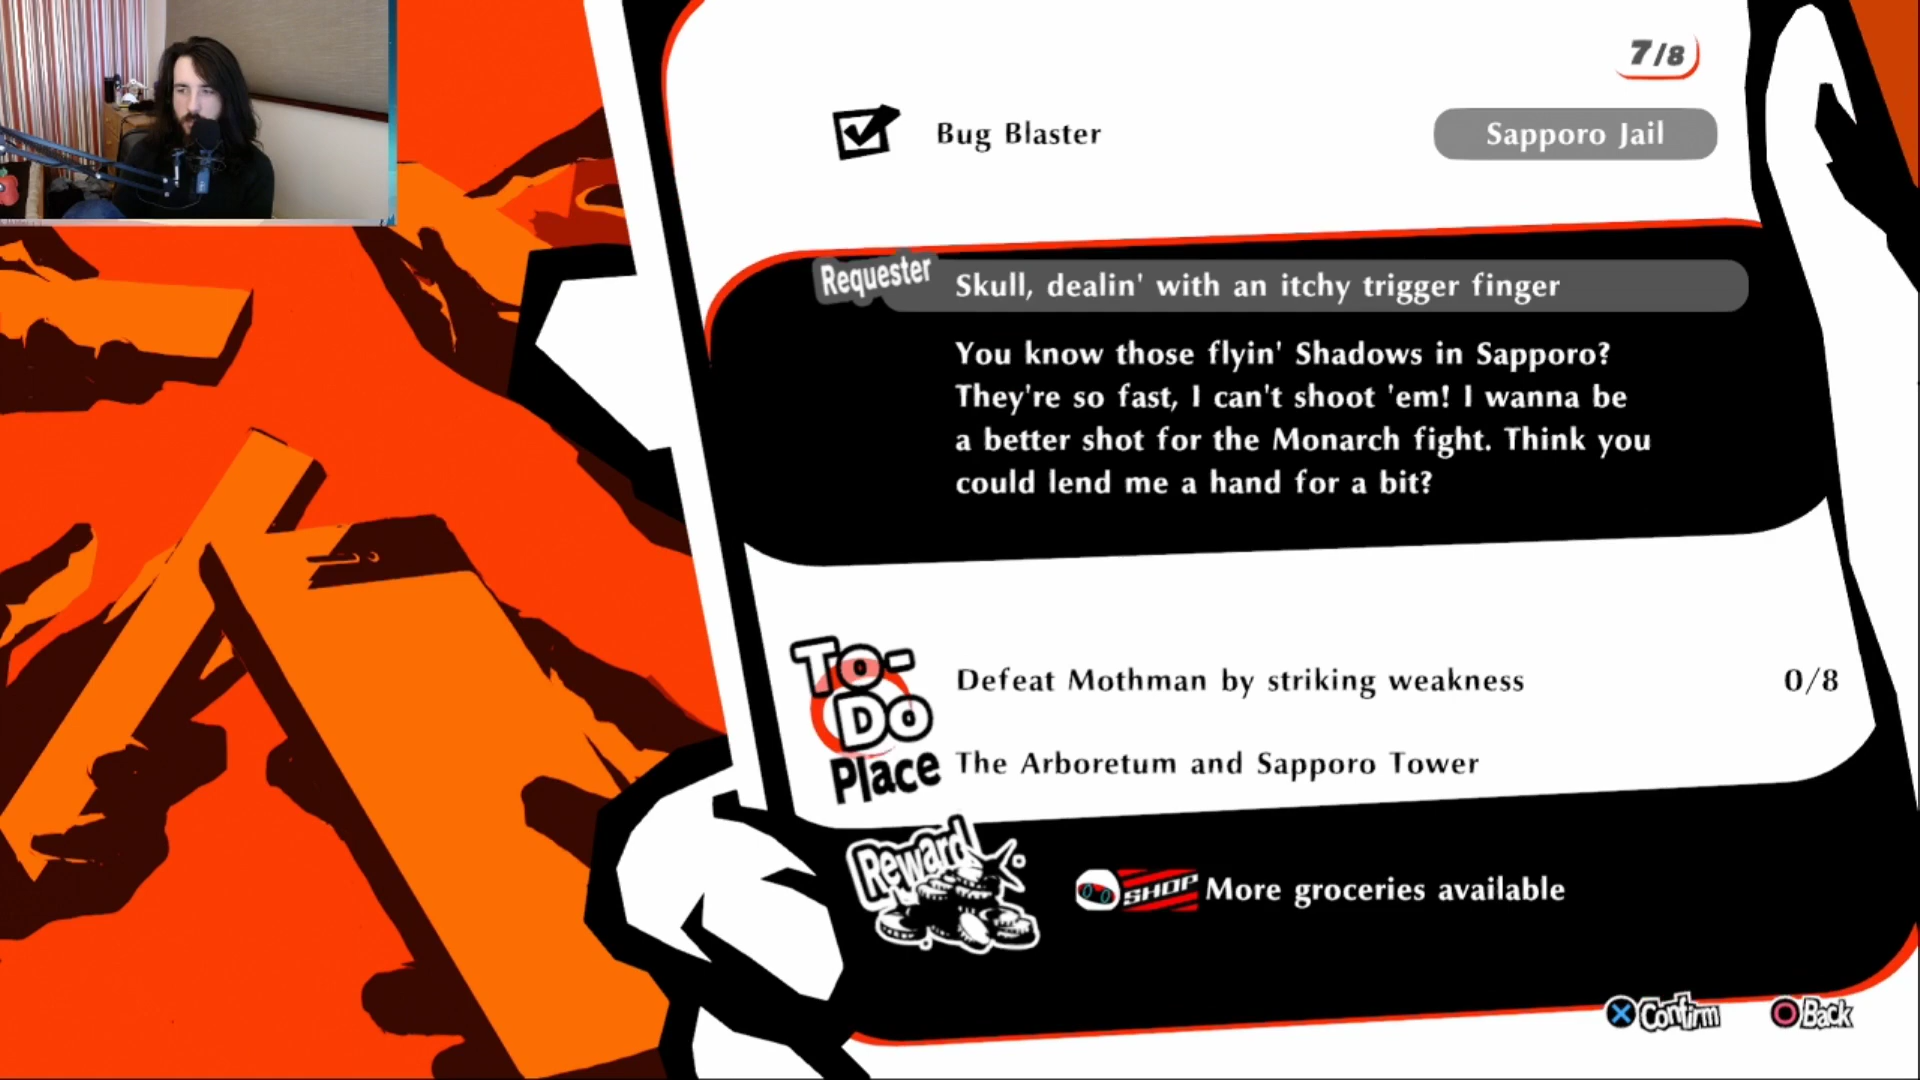 7/8
Bug Blaster
Sapporo Jail
Requester
Skull, dealin' with an itchy trigger finger
You know those flyin' Shadows in Sapporo?
They're so fast, I can't shoot 'em! I wanna be
a better shot for the Monarch fight. Think you
could lend me a hand for a bit?
To-Do
Defeat Mothman by striking weakness
0/8
Place
The Arboretum and Sapporo Tower
Reward
SHOP
More groceries available
Confirm
Back